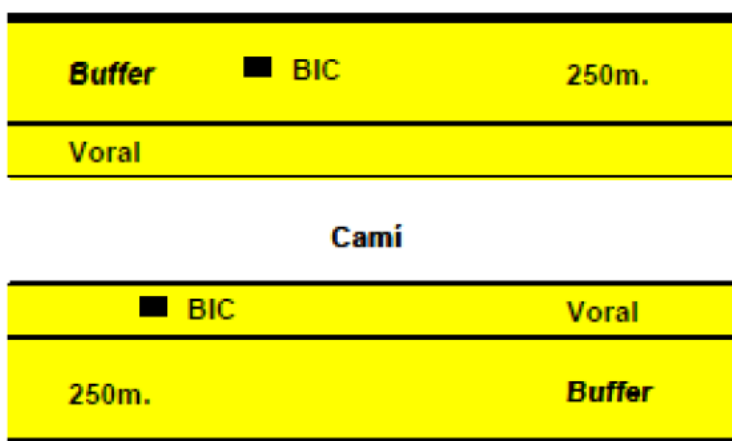 Buffer BIC 250m.
Voral
Camí
BIC Voral
250m. Buffer